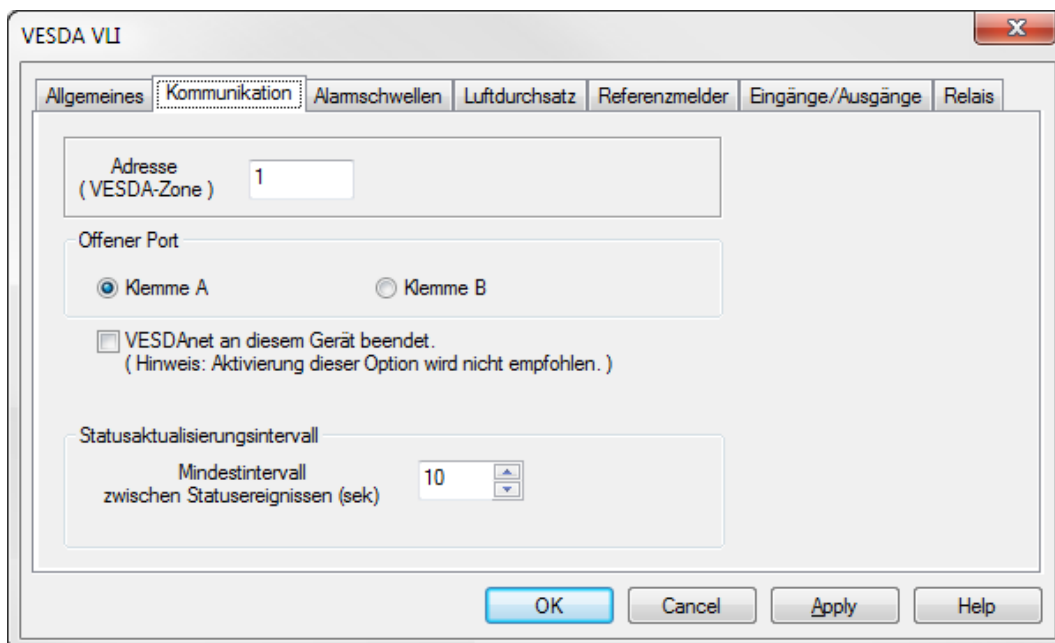 VESDA VLI
X
Allgemeines Kommunikation Alarmschwellen Luftdurchsatz Referenzmelder Eingänge/Ausgänge Relais
Adresse
( VESDA-Zone )
1
Offener Port
Klemme A
Klemme B
VESDAnet an diesem Gerät beendet.
( Hinweis: Aktivierung dieser Option wird nicht empfohlen. )
Statusaktualisierungsintervall
Mindestintervall
zwischen Statusereignissen (sek)
10
OK Cancel Apply Help